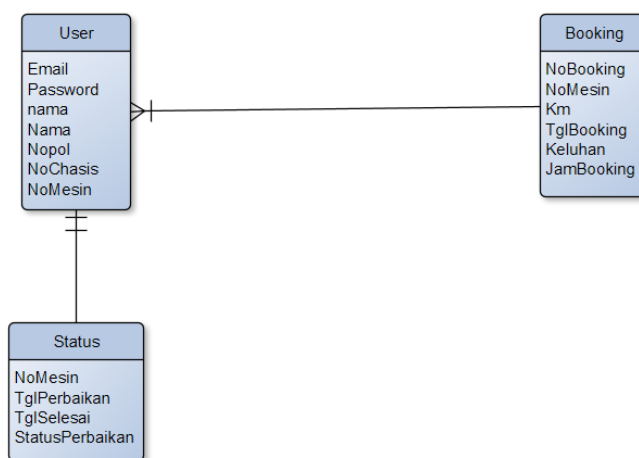 User
Email
Password
nama
Nama
Nopol
NoChasis
NoMesin
Booking
NoBooking
NoMesin
Km
TglBooking
Keluhan
JamBooking
Status
NoMesin
TglPerbaikan
TglSelesai
StatusPerbaikan